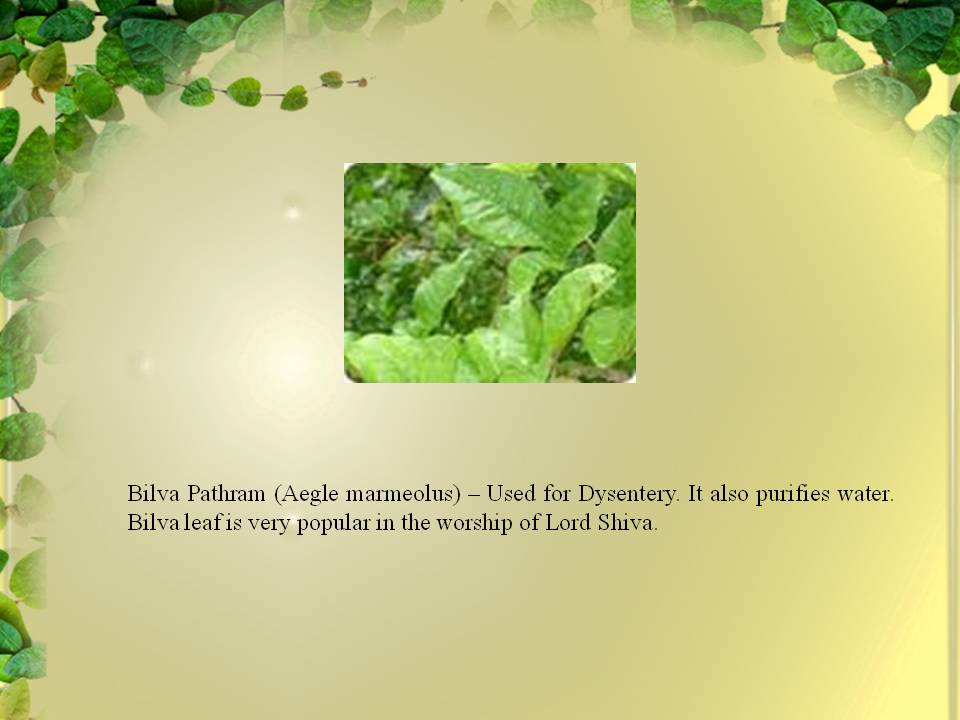 Bilva Pathram (Aegle marmeolus) – Used for Dysentery. It also purifies water.
Bilva leaf is very popular in the worship of Lord Shiva.